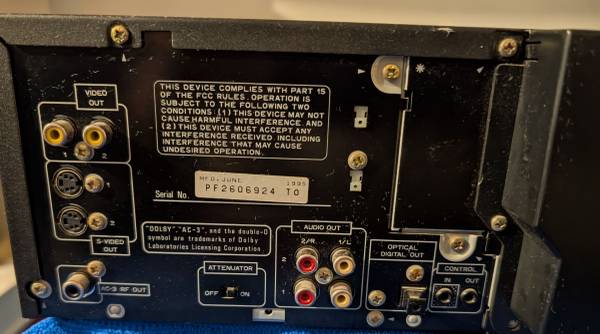 VIDEO
OUT
1 2
1
2
S-VIDEO
OUT
AC-3 RF OUT
THIS DEVICE COMPLIES WITH PART 15
OF THE FCC RULES. OPERATION IS
SUBJECT TO THE FOLLOWING TWO
CONDITIONS (1) THIS DEVICE MAY NOT
CAUSE HARMFUL INTERFERENCE, AND
(2) THIS DEVICE MUST ACCEPT ANY
INTERFERENCE RECEIVED, INCLUDING
INTERFERENCE THAT MAY CAUSE
UNDESIRED OPERATION.
MFD. JUNE 1995
Serial No. PF2606924 TO
"DOLBY", "AC-3", and the double-D
symbol are trademarks of Dolby
Laboratories Licensing Corporation.
ATTENUATOR
OFF ON
AUDIO OUT
2/R 1/L
2
1
OPTICAL
DIGITAL OUT
CONTROL
IN OUT